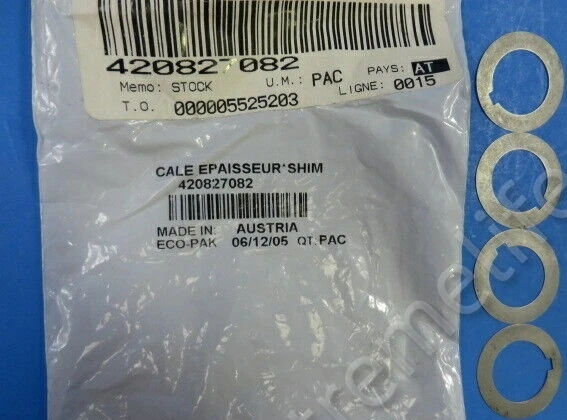 420827082
Memo: STOCK U.M.: PAC PAYS: AT
T.O. 000005525203 LIGNE: 0015
CALE EPAISSEUR*SHIM
420827082
MADE IN: AUSTRIA
ECO-PAK 06/12/05 QT.PAC